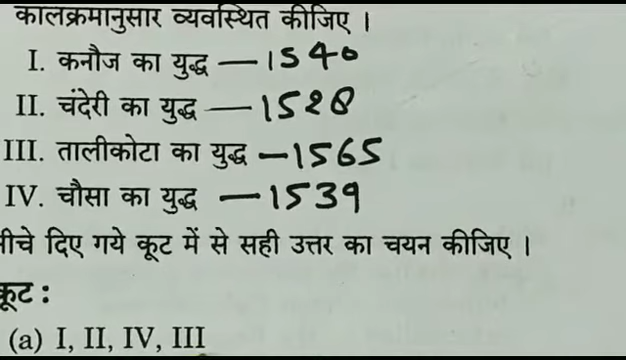 कालक्रमानुसार व्यवस्थित कीजिए ।
I. कनौज का युद्ध — 1540
II. चंदेरी का युद्ध — 1528
III. तालीकोटा का युद्ध — 1565
IV. चौसा का युद्ध — 1539
नीचे दिए गये कूट में से सही उत्तर का चयन कीजिए ।
कूट :
(a) I, II, IV, III